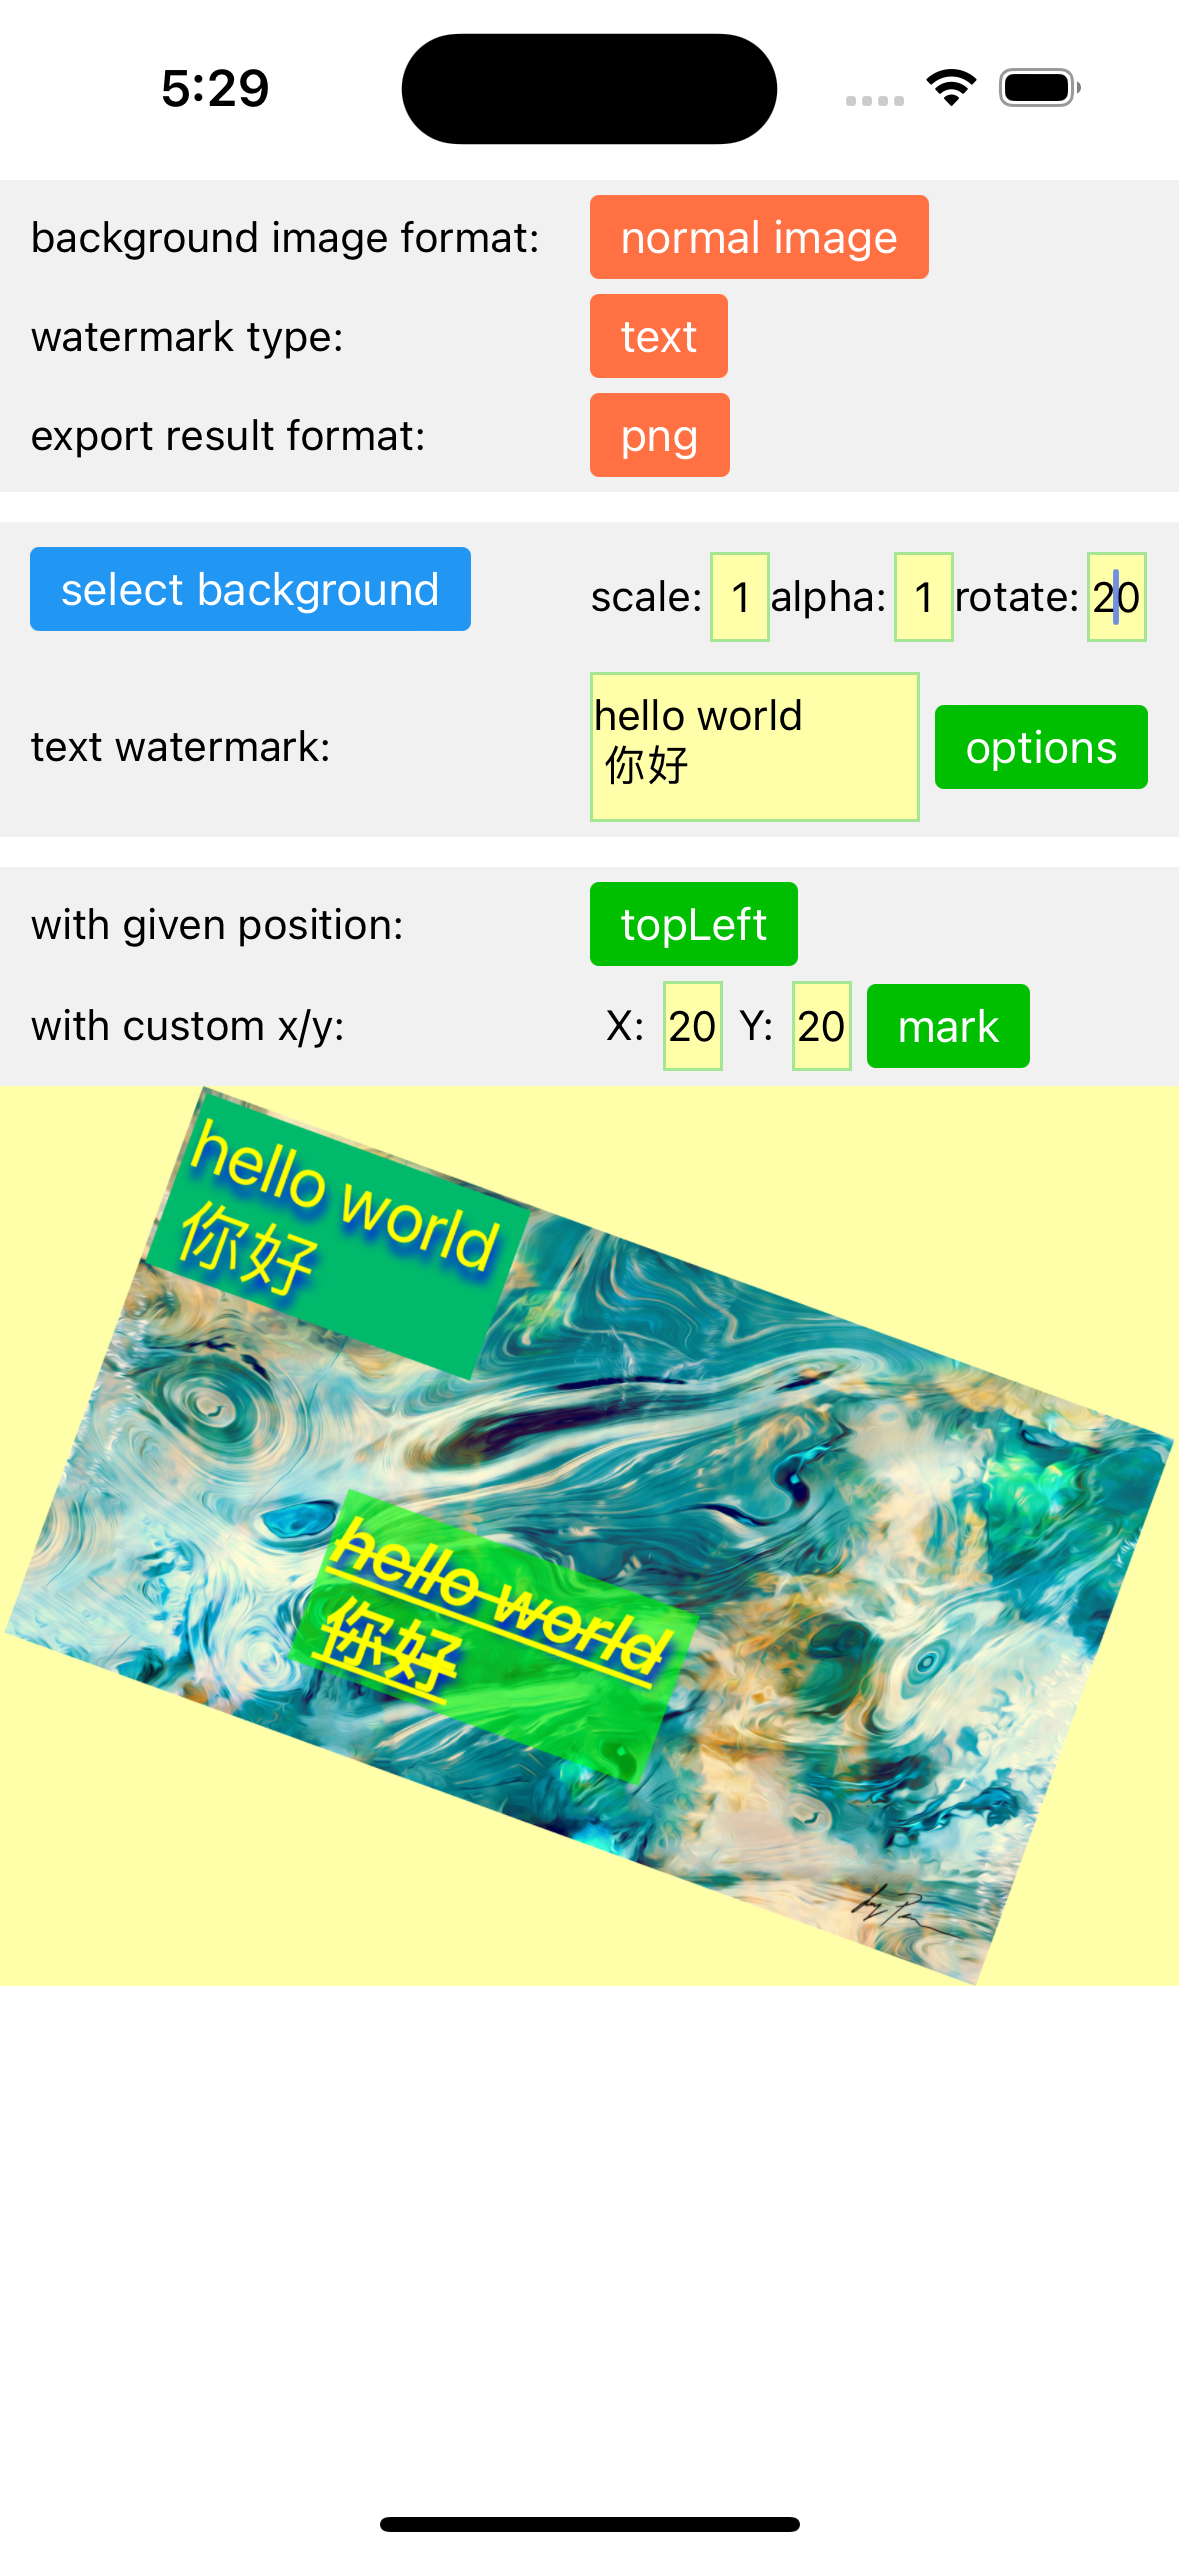 5:29
background image format: normal image
watermark type: text
export result format: png
select background scale: 1 alpha: 1 rotate: 20
text watermark: hello world
你好
options
with given position: topLeft
with custom x/y: X: 20 Y: 20 mark
hello world
你好
hello world
你好